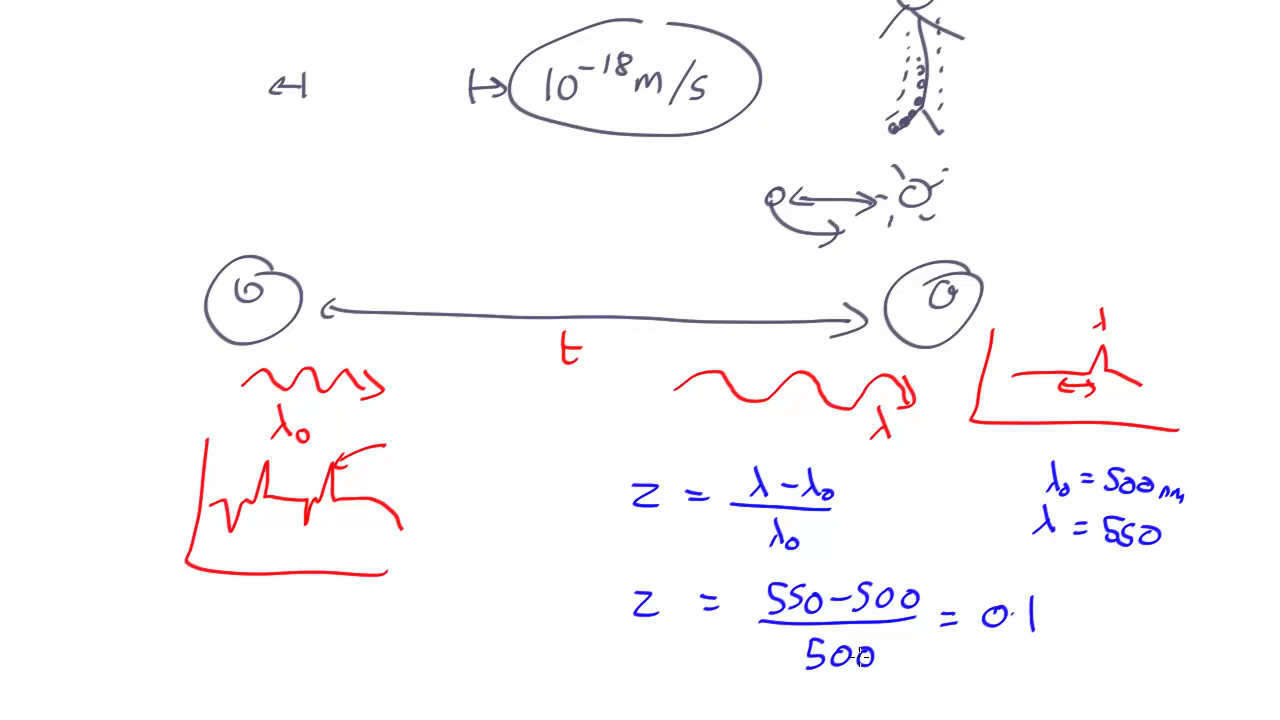 10⁻¹⁸ m/s
t
λ
λ₀
λ
z = (λ - λ₀)/λ₀
λ₀ = 500 nm
λ = 550
z = (550 - 500)/500 = 0.1